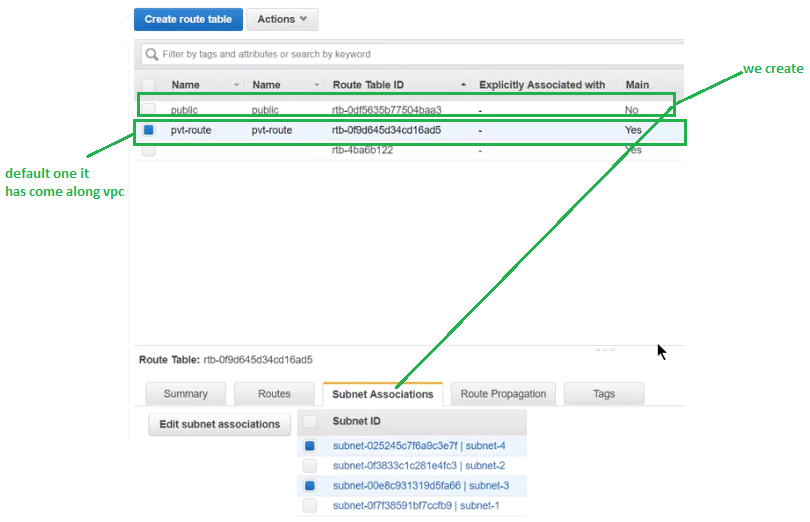 Create route table Actions
Filter by tags and attributes or search by keyword
we create
Name Name Route Table ID Explicitly Associated with Main
public public rtb-0df5635b77504baa3 - No
pvt-route pvt-route rtb-0f9d645d34cd16ad5 - Yes
rtb-4ba6b122 - Yes
default one it
has come along vpc
Route Table: rtb-0f9d645d34cd16ad5
Summary Routes Subnet Associations Route Propagation Tags
Edit subnet associations Subnet ID
subnet-025245c7f6a9c3e7f | subnet-4
subnet-0f3833c1c281e4fc3 | subnet-2
subnet-00e8c931319d5fa66 | subnet-3
subnet-0f7f38591bf7ccfb9 | subnet-1